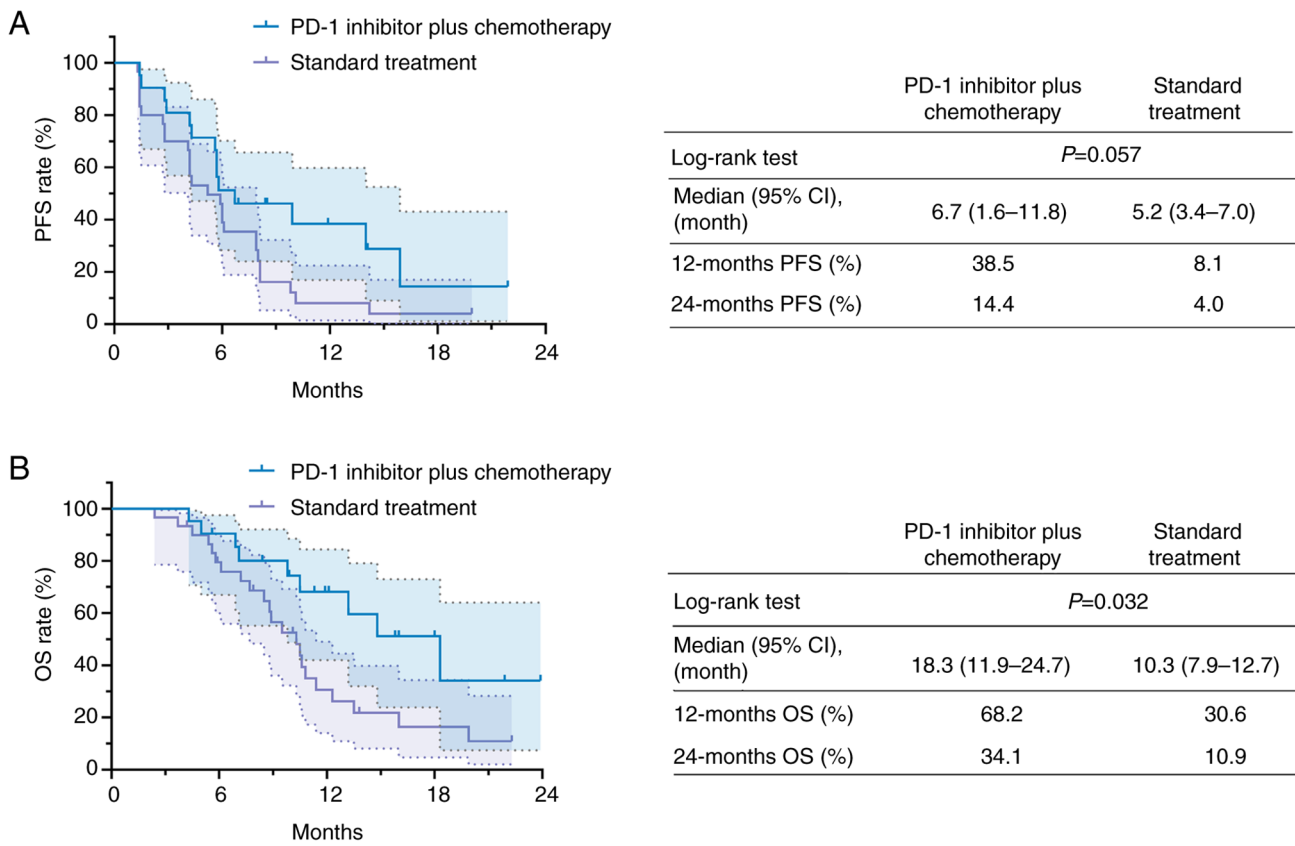 A
PD-1 inhibitor plus chemotherapy
Standard treatment
PFS rate (%)
100
80
60
40
20
0
0 6 12 18 24
Months
PD-1 inhibitor plus Standard
chemotherapy treatment
Log-rank test P=0.057
Median (95% CI),
(month) 6.7 (1.6–11.8) 5.2 (3.4–7.0)
12-months PFS (%) 38.5 8.1
24-months PFS (%) 14.4 4.0
B
PD-1 inhibitor plus chemotherapy
Standard treatment
OS rate (%)
100
80
60
40
20
0
0 6 12 18 24
Months
PD-1 inhibitor plus Standard
chemotherapy treatment
Log-rank test P=0.032
Median (95% CI),
(month) 18.3 (11.9–24.7) 10.3 (7.9–12.7)
12-months OS (%) 68.2 30.6
24-months OS (%) 34.1 10.9